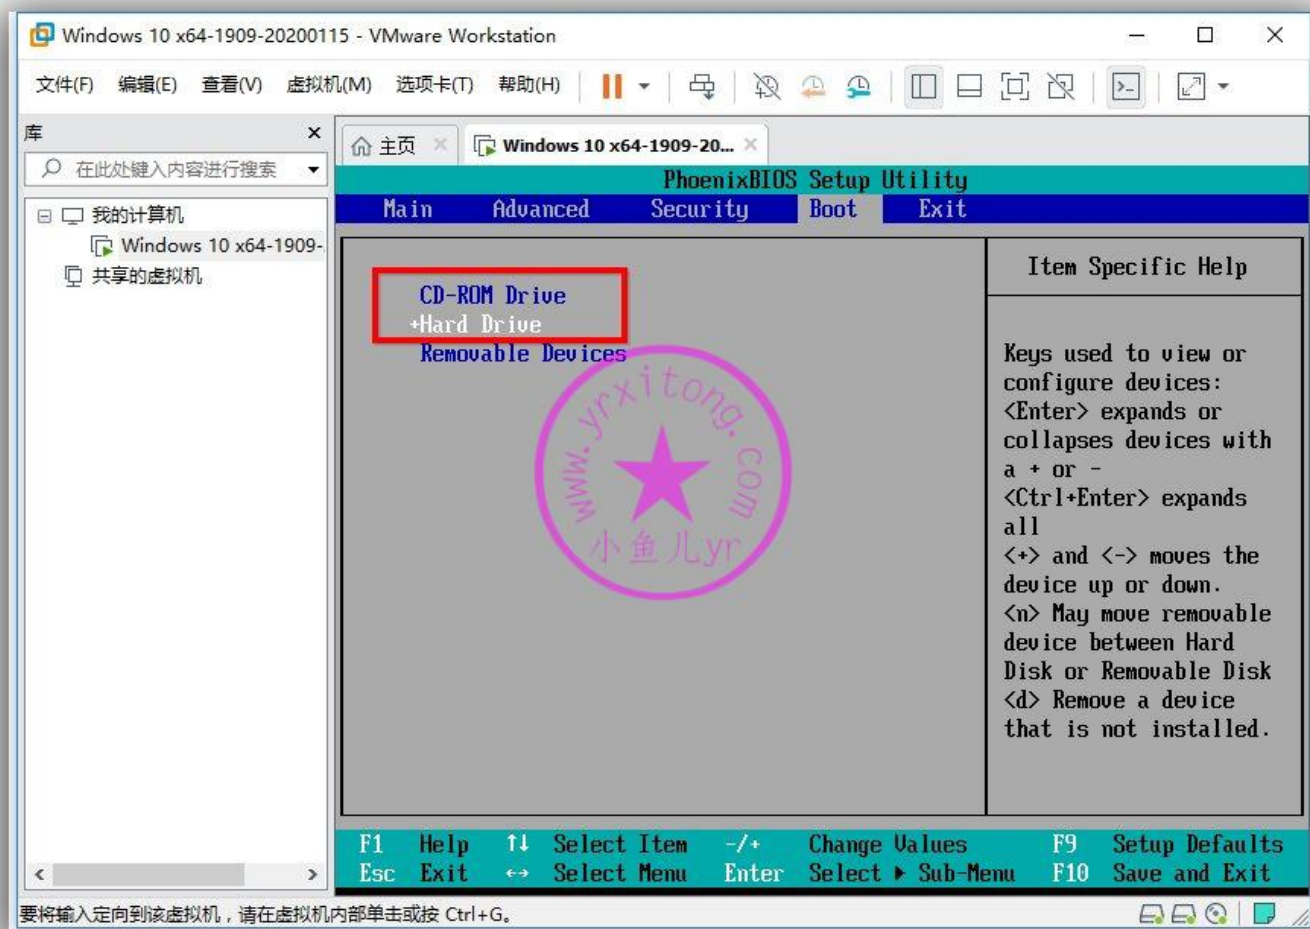 Windows 10 x64-1909-20200115 - VMware Workstation
文件(F) 编辑(E) 查看(V) 虚拟机(M) 选项卡(T) 帮助(H)
库
在此处键入内容进行搜索
我的计算机
Windows 10 x64-1909-
共享的虚拟机
主页
Windows 10 x64-1909-20...
PhoenixBIOS Setup Utility
Main Advanced Security Boot Exit
CD-ROM Drive
+Hard Drive
Removable Devices
www.yrxitong.com
小鱼儿yr
Item Specific Help
Keys used to view or
configure devices:
<Enter> expands or
collapses devices with
a + or -
<Ctrl+Enter> expands
all
<+> and <-> moves the
device up or down.
<n> May move removable
device between Hard
Disk or Removable Disk
<d> Remove a device
that is not installed.
F1 Help ↑↓ Select Item -/+ Change Values F9 Setup Defaults
Esc Exit ↔ Select Menu Enter Select ▶ Sub-Menu F10 Save and Exit
要将输入定向到该虚拟机，请在虚拟机内部单击或按 Ctrl+G。